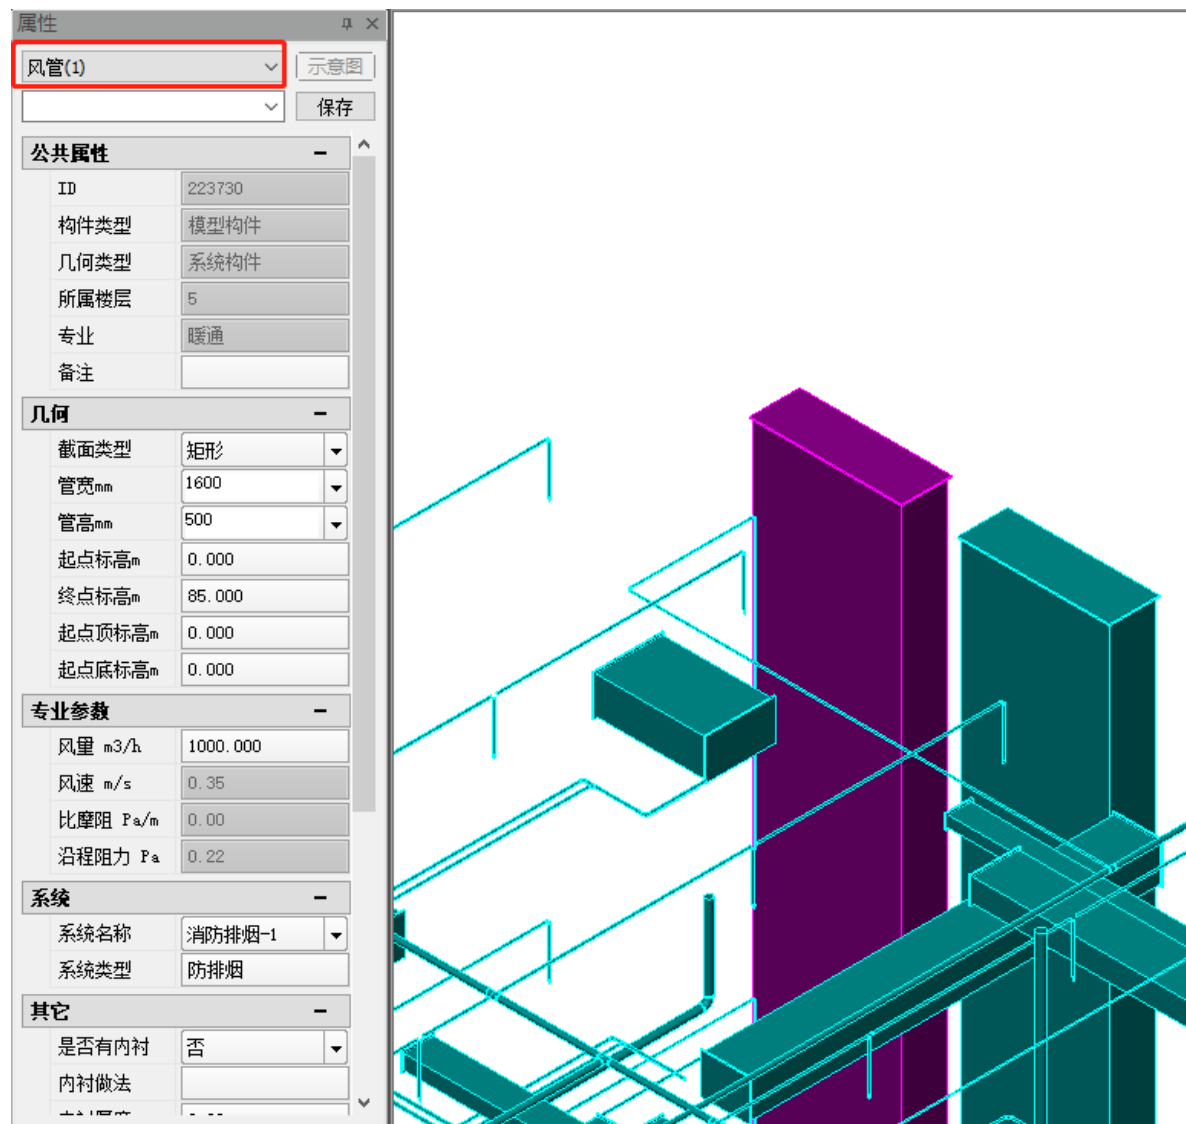 属性
风管(1)
示意图
保存
公共属性
ID 223730
构件类型 模型构件
几何类型 系统构件
所属楼层 5
专业 暖通
备注
几何
截面类型 矩形
管宽mm 1600
管高mm 500
起点标高m 0.000
终点标高m 85.000
起点顶标高m 0.000
起点底标高m 0.000
专业参数
风量 m3/h 1000.000
风速 m/s 0.35
比摩阻 Pa/m 0.00
沿程阻力 Pa 0.22
系统
系统名称 消防排烟-1
系统类型 防排烟
其它
是否有内衬 否
内衬做法